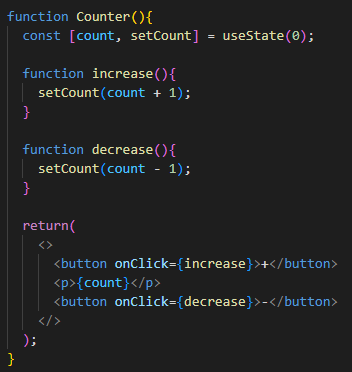 function Counter(){
  const [count, setCount] = useState(0);

  function increase(){
    setCount(count + 1);
  }

  function decrease(){
    setCount(count - 1);
  }

  return(
    <>
      <button onClick={increase}>+</button>
      <p>{count}</p>
      <button onClick={decrease}>-</button>
    </>
  );
}